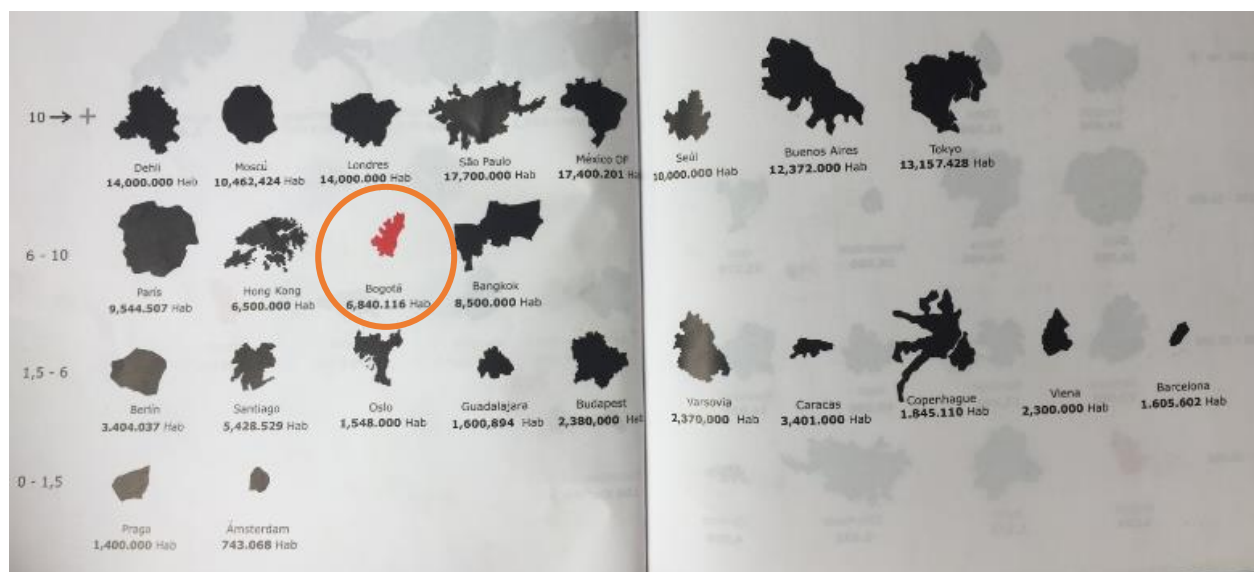 10 → +
Dehli
14,000.000 Hab
Moscú
10,462,424 Hab
Londres
14,000.000 Hab
São Paulo
17,700.000 Hab
México DF
17,400.201
Seúl
10,000.000 Hab
Buenos Aires
12,372.000 Hab
Tokyo
13,157.428 Hab
6 - 10
París
9,544.507 Hab
Hong Kong
6,500.000 Hab
Bogotá
6,840.116 Hab
Bangkok
8,500.000 Hab
1,5 - 6
Berlín
3.404.037 Hab
Santiago
5,428.529 Hab
Oslo
1,548.000 Hab
Guadalajara
1,600,894 Hab
Budapest
2,380,000
Varsovia
2,370,000 Hab
Caracas
3,401.000 Hab
Copenhague
1.845.110 Hab
Viena
2,300.000 Hab
Barcelona
1.605.602 Hab
0 - 1,5
Praga
1,400.000 Hab
Ámsterdam
743.068 Hab